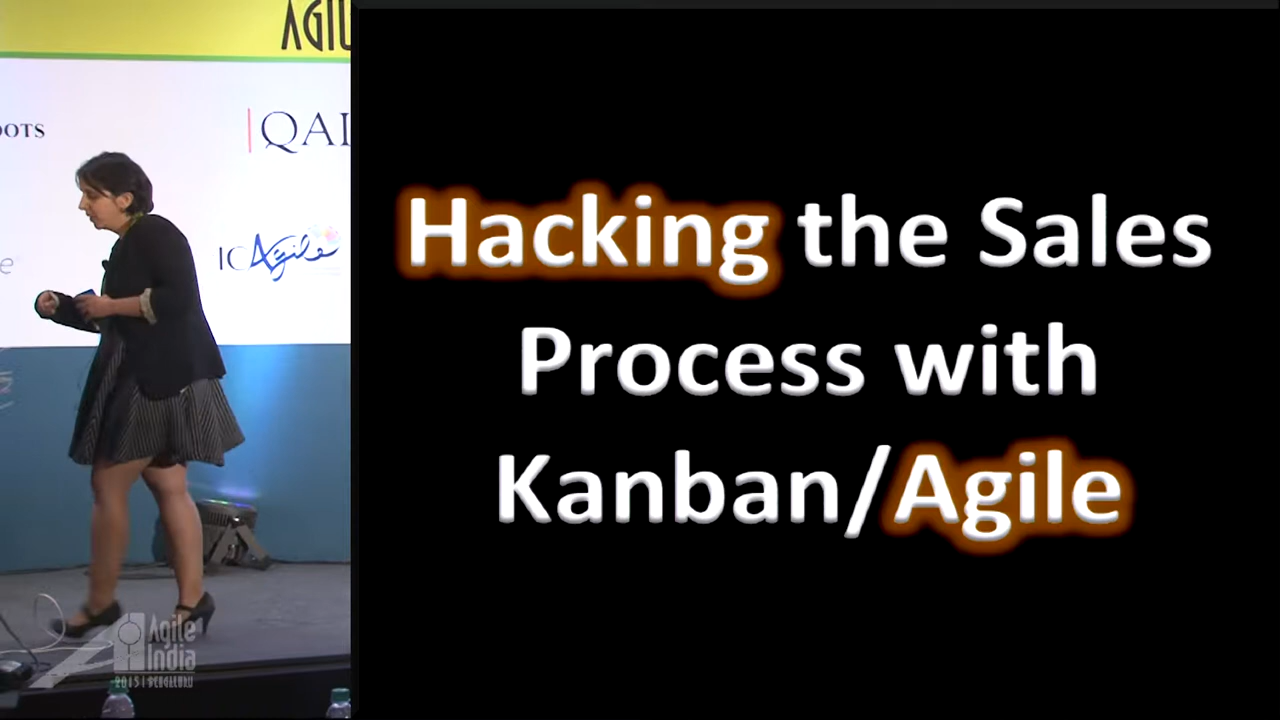 AGIL
OOTS
QAI
ICAgile
e
Agile
India
2015 | BENGALURU
Hacking the Sales
Process with
Kanban/Agile